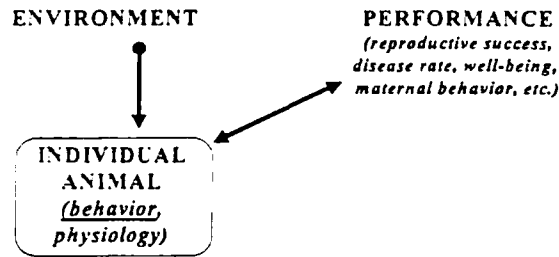 ENVIRONMENT
PERFORMANCE
(reproductive success,
disease rate, well-being,
maternal behavior, etc.)
INDIVIDUAL
ANIMAL
(behavior,
physiology)